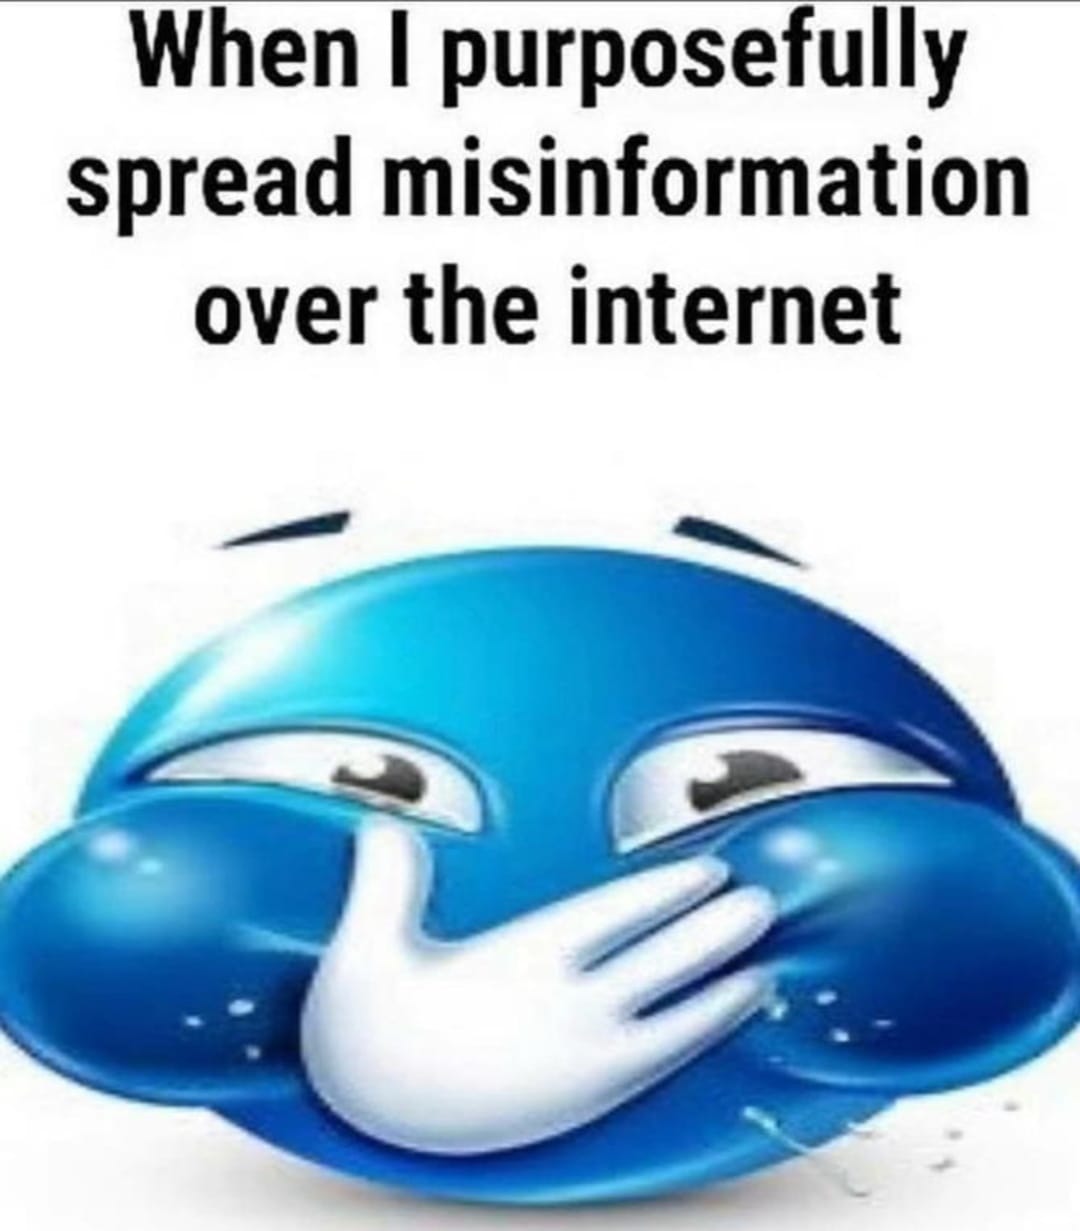 When I purposefully
spread misinformation
over the internet